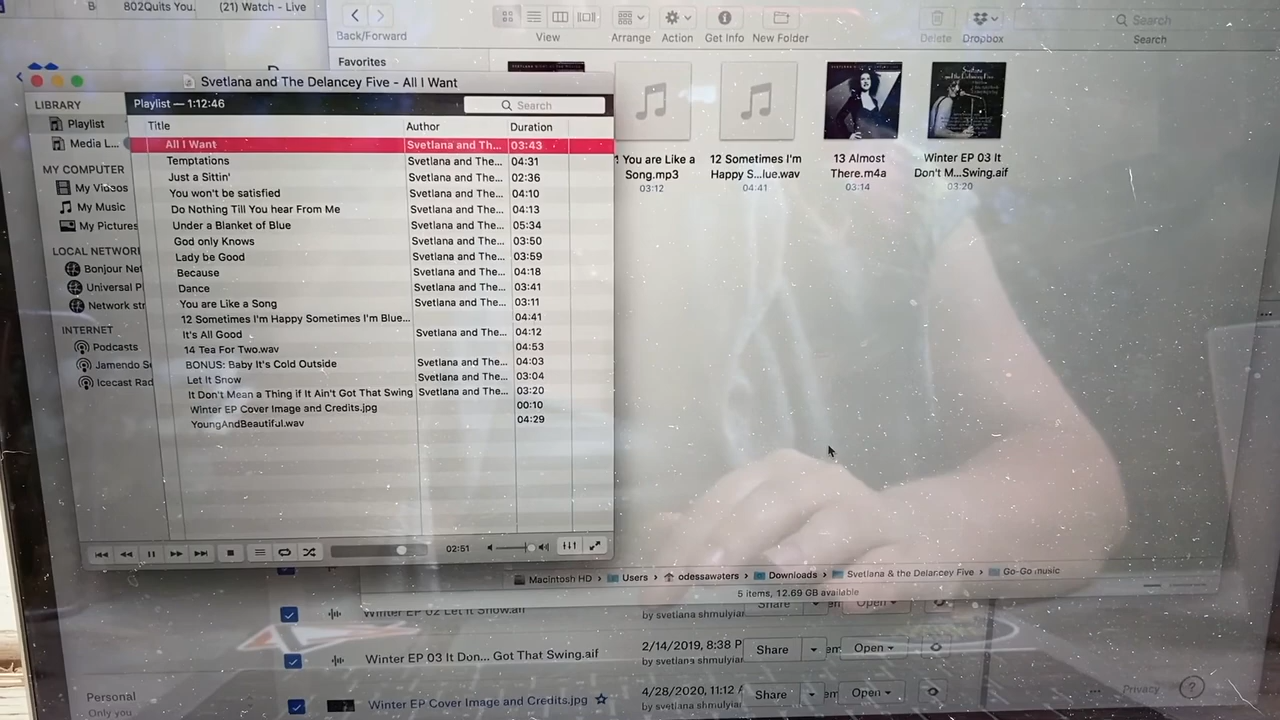 802Quits You.
(21) Watch - Live
Back/Forward
View
Arrange
Action
Get Info
New Folder
Delete
Dropbox
Search
Search
Favorites
Svetlana and The Delancey Five - All I Want
LIBRARY
Playlist
Media L...
MY COMPUTER
My Videos
My Music
My Pictures
LOCAL NETWORK
Bonjour Net
Universal P
Network str
INTERNET
Podcasts
Jamendo S
Icecast Rad
Playlist — 1:12:46
Search
Title Author Duration
All I Want Svetlana and Th... 03:43
Temptations Svetlana and The... 04:31
Just a Sittin' Svetlana and The... 02:36
You won't be satisfied Svetlana and The... 04:10
Do Nothing Till You hear From Me Svetlana and The... 04:13
Under a Blanket of Blue Svetlana and The... 05:34
God only Knows Svetlana and The... 03:50
Lady be Good Svetlana and The... 03:59
Because Svetlana and The... 04:18
Dance Svetlana and The... 03:41
You are Like a Song Svetlana and The... 03:11
12 Sometimes I'm Happy Sometimes I'm Blue... 04:41
It's All Good Svetlana and The... 04:12
14 Tea For Two.wav 04:53
BONUS: Baby It's Cold Outside Svetlana and The... 04:03
Let It Snow Svetlana and The... 03:04
It Don't Mean a Thing if It Ain't Got That Swing Svetlana and The... 03:20
Winter EP Cover Image and Credits.jpg 00:10
YoungAndBeautiful.wav 04:29
02:51
You are Like a
Song.mp3
03:12
12 Sometimes I'm
Happy S...lue.wav
04:41
13 Almost
There.m4a
03:14
Winter EP 03 It
Don't M...Swing.aif
03:20
Macintosh HD › Users › odessawaters › Downloads › Svetlana & the Delancey Five › Go-Go music
5 items, 12.69 GB available
Winter EP 02 Let It Snow.aif
by svetlana shmulyian
Share
Open
Winter EP 03 It Don... Got That Swing.aif
2/14/2019, 8:38 P
by svetlana shmulyian
Share
Open
Winter EP Cover Image and Credits.jpg
4/28/2020, 11:12 A
by svetlana shmulyian
Share
Open
Personal
Only you
Privacy
?